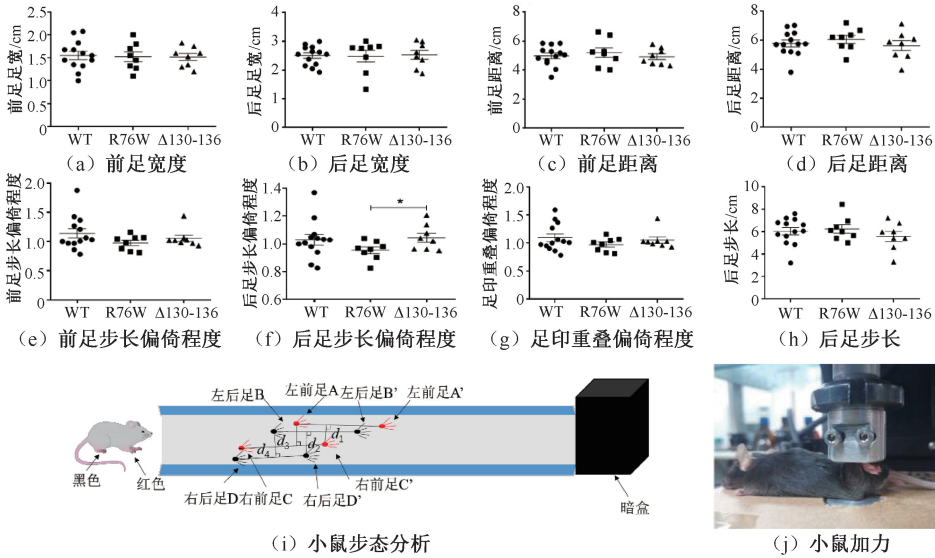 前足足宽/cm
2.5
2.0
1.5
1.0
0.5
0
WT R76W Δ130-136
(a) 前足宽度
后足足宽/cm
4
3
2
1
0
WT R76W Δ130-136
(b) 后足宽度
前足距离/cm
8
6
4
2
0
WT R76W Δ130-136
(c) 前足距离
后足距离/cm
8
6
4
2
0
WT R76W Δ130-136
(d) 后足距离
前足步长偏倚程度
2.0
1.5
1.0
0.5
0
WT R76W Δ130-136
(e) 前足步长偏倚程度
后足步长偏倚程度
1.4
1.2
1.0
0.8
0.6
*
WT R76W Δ130-136
(f) 后足步长偏倚程度
足印重叠偏倚程度
2.0
1.5
1.0
0.5
0
WT R76W Δ130-136
(g) 足印重叠偏倚程度
后足步长/cm
10
8
6
4
2
0
WT R76W Δ130-136
(h) 后足步长
左后足B 左前足A 左后足B' 左前足A'
d1
d2
d3
d4
黑色 红色
右后足D右前足C 右后足D' 右前足C'
暗盒
(i) 小鼠步态分析
(j) 小鼠加力